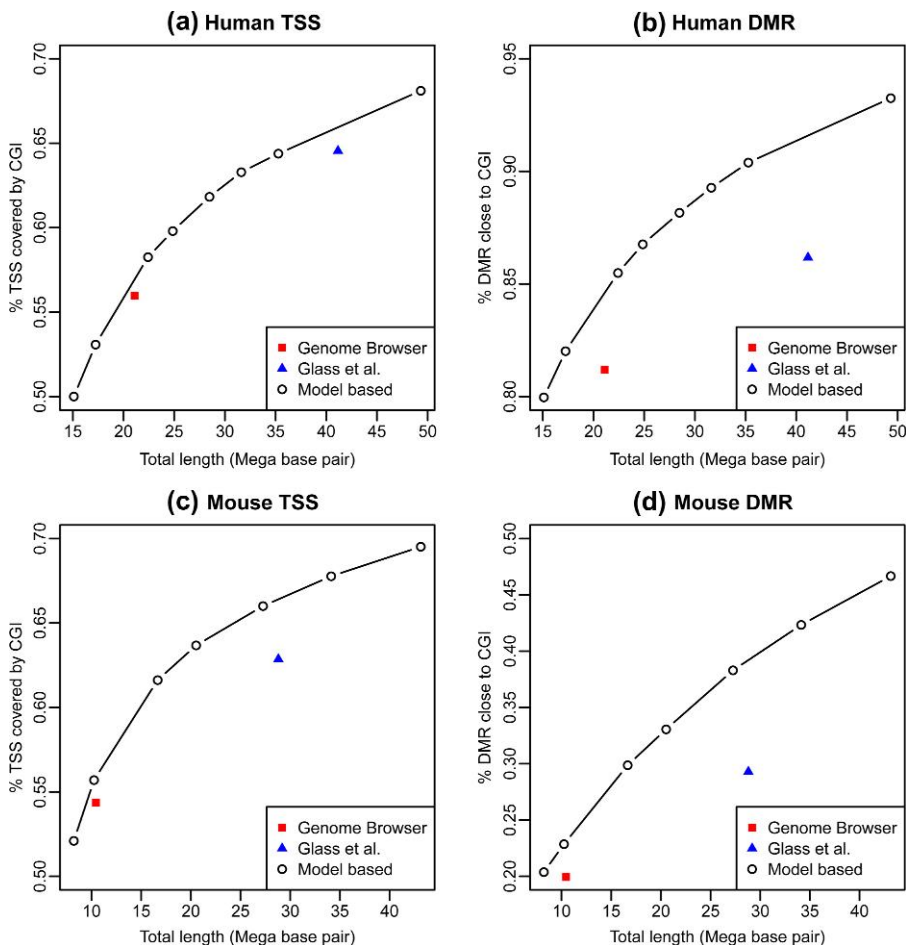 (a) Human TSS
% TSS covered by CGI
0.70
0.65
0.60
0.55
0.50
Genome Browser
Glass et al.
Model based
15 20 25 30 35 40 45 50
Total length (Mega base pair)
(b) Human DMR
% DMR close to CGI
0.95
0.90
0.85
0.80
Genome Browser
Glass et al.
Model based
15 20 25 30 35 40 45 50
Total length (Mega base pair)
(c) Mouse TSS
% TSS covered by CGI
0.70
0.65
0.60
0.55
0.50
Genome Browser
Glass et al.
Model based
10 15 20 25 30 35 40
Total length (Mega base pair)
(d) Mouse DMR
% DMR close to CGI
0.50
0.45
0.40
0.35
0.30
0.25
0.20
Genome Browser
Glass et al.
Model based
10 15 20 25 30 35 40
Total length (Mega base pair)